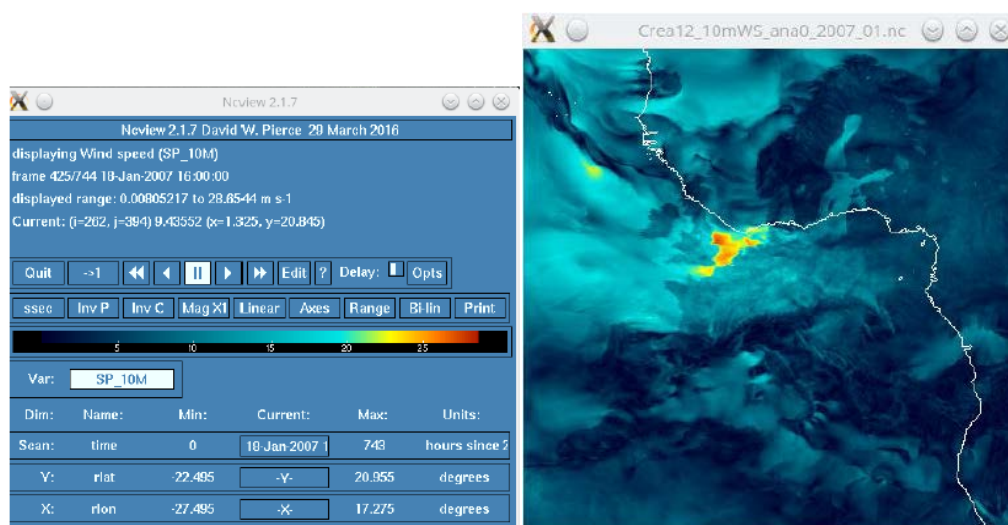 Ncview 2.1.7
Ncview 2.1.7 David W. Pierce 29 March 2016
displaying Wind speed (SP_10M)
frame 425/744 18-Jan-2007 16:00:00
displayed range: 0.00805217 to 28.6544 m s-1
Current: (i=262, j=394) 9.43552 (x=1.325, y=20.845)
Quit ->1 Edit ? Delay: Opts
ssec Inv P Inv C Mag X1 Linear Axes Range Bi-lin Print
5 10 15 20 25
Var: SP_10M
Dim: Name: Min: Current: Max: Units:
Scan: time 0 18-Jan-2007 1 743 hours since 2
Y: rlat -22.495 -Y- 20.955 degrees
X: rlon -27.495 -X- 17.275 degrees
Crea12_10mWS_ana0_2007_01.nc